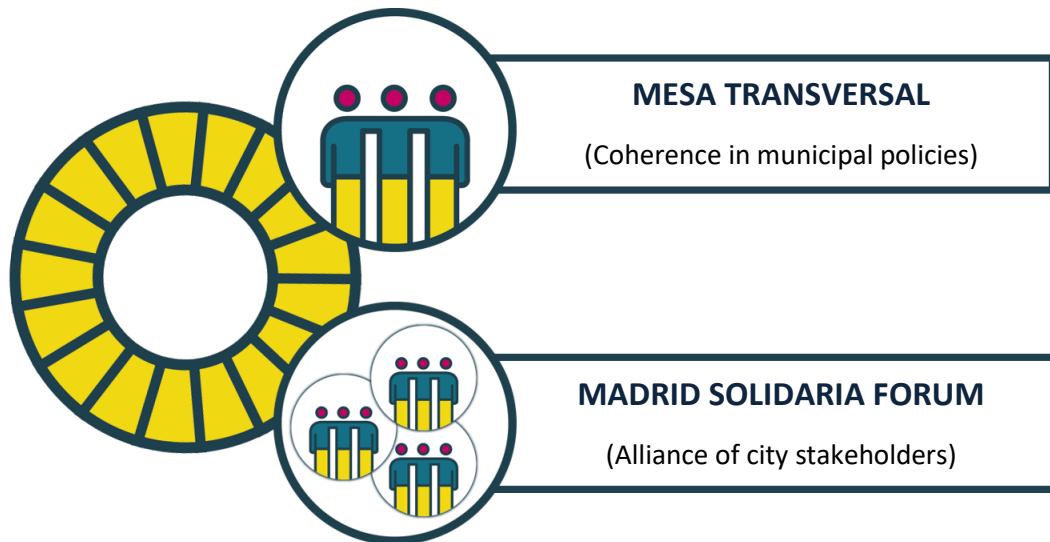 MESA TRANSVERSAL
(Coherence in municipal policies)
MADRID SOLIDARIA FORUM
(Alliance of city stakeholders)